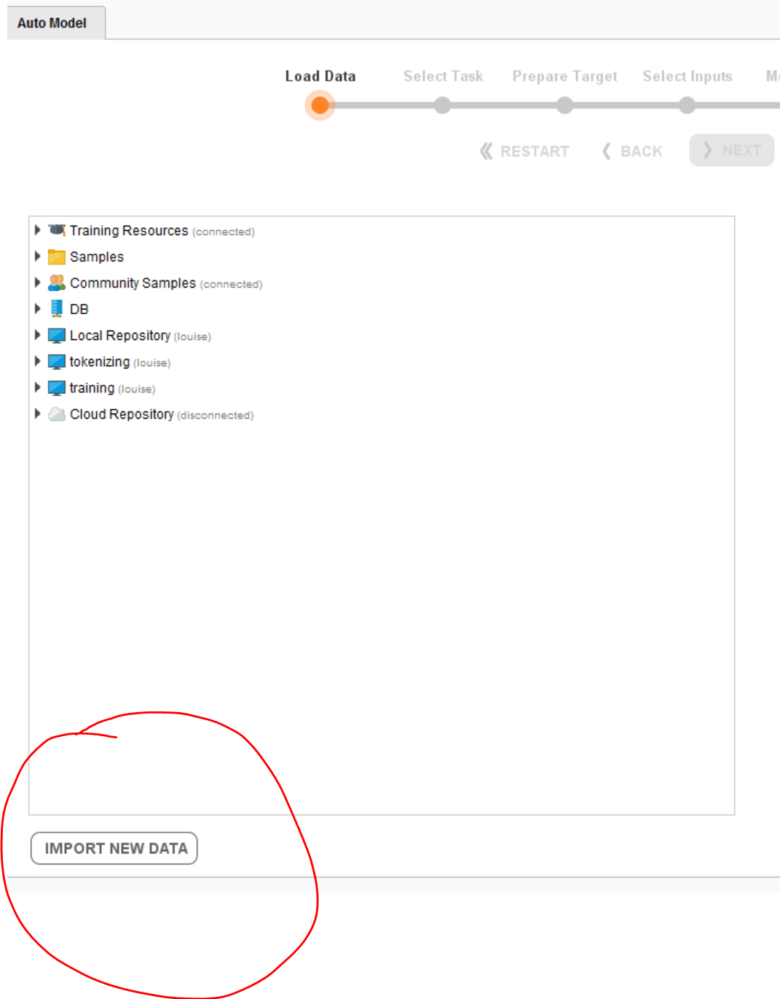 Auto Model
Load Data Select Task Prepare Target Select Inputs
RESTART BACK NEXT
Training Resources (connected)
Samples
Community Samples (connected)
DB
Local Repository (louise)
tokenizing (louise)
training (louise)
Cloud Repository (disconnected)
IMPORT NEW DATA